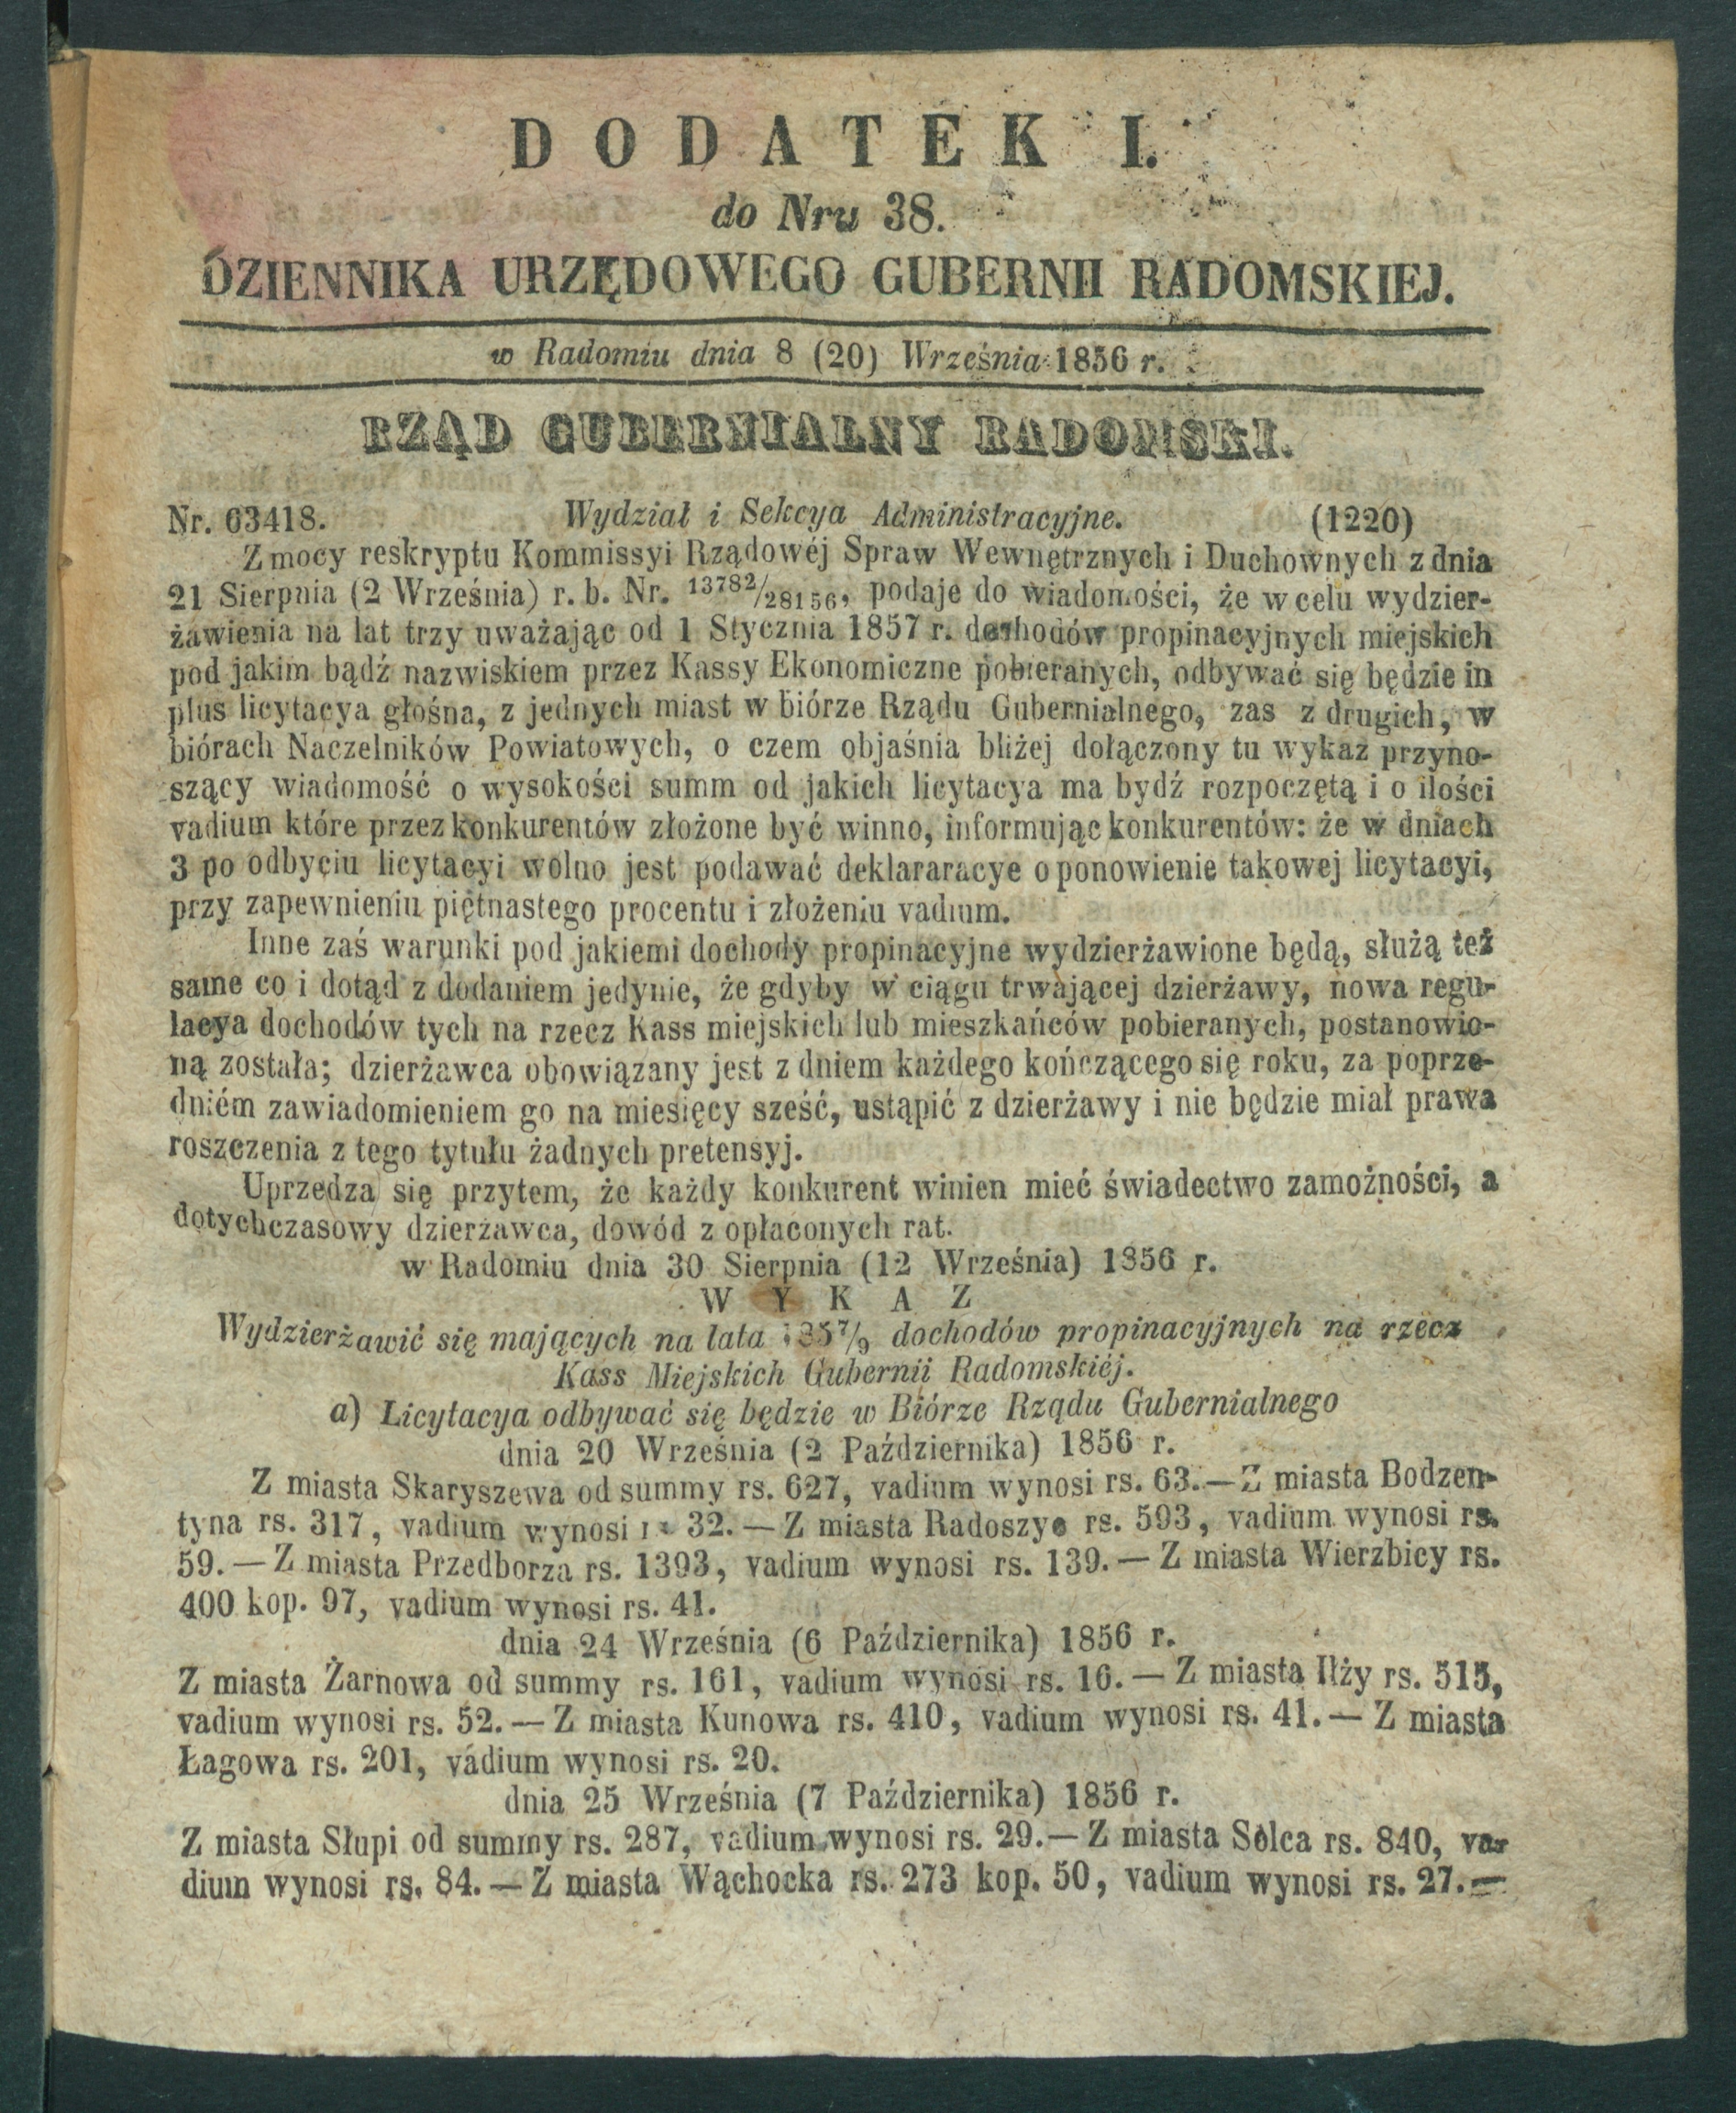 DODATEK I.
do Nru 38.
DZIENNIKA URZĘDOWEGO GUBERNII RADOMSKIEJ.
w Radomiu dnia 8 (20) Września 1856 r.
RZĄD GUBERNIALNY RADOMSKI.
Nr. 63418. Wydział i Sekcya Administracyjne. (1220)
Z mocy reskryptu Kommissyi Rządowéj Spraw Wewnętrznych i Duchownych z dnia
21 Sierpnia (2 Września) r. b. Nr. 13782/28156, podaje do wiadomości, że w celu wydzier-
żawienia na lat trzy uważając od 1 Stycznia 1857 r. dochodów propinacyjnych miejskich
pod jakim bądź nazwiskiem przez Kassy Ekonomiczne pobieranych, odbywać się będzie in
plus licytacya głośna, z jednych miast w biórze Rządu Gubernialnego, zas z drugich, w
biórach Naczelników Powiatowych, o czem objaśnia bliżej dołączony tu wykaz przyno-
szący wiadomość o wysokości summ od jakich licytacya ma bydź rozpoczętą i o ilości
vadium które przez konkurentów złożone być winno, informując konkurentów: że w dniach
3 po odbyciu licytacyi wolno jest podawać deklararacye o ponowienie takowej licytacyi,
przy zapewnieniu piętnastego procentu i złożeniu vadium.
Inne zaś warunki pod jakiemi dochody propinacyjne wydzierżawione będą, służą też
same co i dotąd z dodaniem jedynie, że gdyby w ciągu trwającej dzierżawy, nowa regu-
lacya dochodów tych na rzecz Kass miejskich lub mieszkańców pobieranych, postanowio-
ną została; dzierżawca obowiązany jest z dniem każdego kończącego się roku, za poprze-
dniém zawiadomieniem go na miesięcy sześć, ustąpić z dzierżawy i nie będzie miał prawa
roszczenia z tego tytułu żadnych pretensyj.
Uprzedza się przytem, że każdy konkurent winien mieć świadectwo zamożności, a
dotychczasowy dzierżawca, dowód z opłaconych rat.
w Radomiu dnia 30 Sierpnia (12 Września) 1856 r.
WYKAZ
Wydzierżawić się mających na lata 1857/9 dochodów propinacyjnych na rzecz
Kass Miejskich Gubernii Radomskiéj.
a) Licytacya odbywać się będzie w Biórze Rządu Gubernialnego
dnia 20 Września (2 Października) 1856 r.
Z miasta Skaryszewa od summy rs. 627, vadium wynosi rs. 63.—Z miasta Bodzen-
tyna rs. 317, vadium wynosi rs 32.—Z miasta Radoszyc rs. 593, vadium wynosi rs.
59.—Z miasta Przedborza rs. 1393, vadium wynosi rs. 139.—Z miasta Wierzbicy rs.
400 kop. 97, vadium wynosi rs. 41.
dnia 24 Września (6 Października) 1856 r.
Z miasta Żarnowa od summy rs. 161, vadium wynosi rs. 16.—Z miasta Iłży rs. 515,
vadium wynosi rs. 52.—Z miasta Kunowa rs. 410, vadium wynosi rs. 41.—Z miasta
Łagowa rs. 201, vadium wynosi rs. 20.
dnia 25 Września (7 Października) 1856 r.
Z miasta Słupi od summy rs. 287, vadium wynosi rs. 29.—Z miasta Solca rs. 840, va-
dium wynosi rs. 84.—Z miasta Wąchocka rs. 273 kop. 50, vadium wynosi rs. 27.—